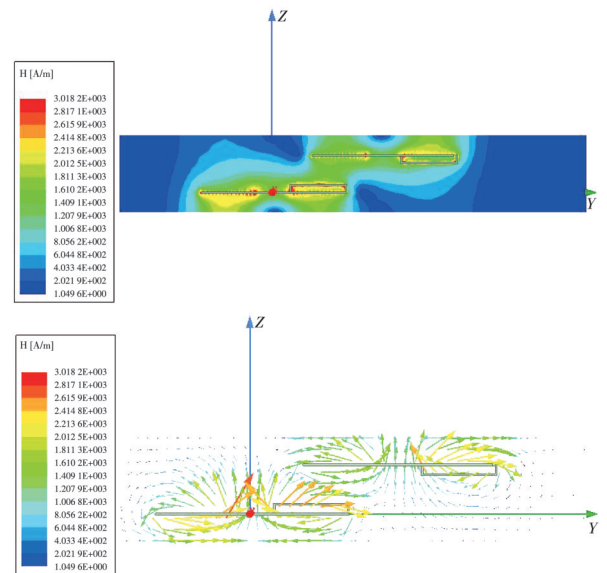 Z
H [A/m]
3.018 2E+003
2.817 1E+003
2.615 9E+003
2.414 8E+003
2.213 6E+003
2.012 5E+003
1.811 3E+003
1.610 2E+003
1.409 1E+003
1.207 9E+003
1.006 8E+003
8.056 2E+002
6.044 8E+002
4.033 4E+002
2.021 9E+002
1.049 6E+000
Y
Z
H [A/m]
3.018 2E+003
2.817 1E+003
2.615 9E+003
2.414 8E+003
2.213 6E+003
2.012 5E+003
1.811 3E+003
1.610 2E+003
1.409 1E+003
1.207 9E+003
1.006 8E+003
8.056 2E+002
6.044 8E+002
4.033 4E+002
2.021 9E+002
1.049 6E+000
Y